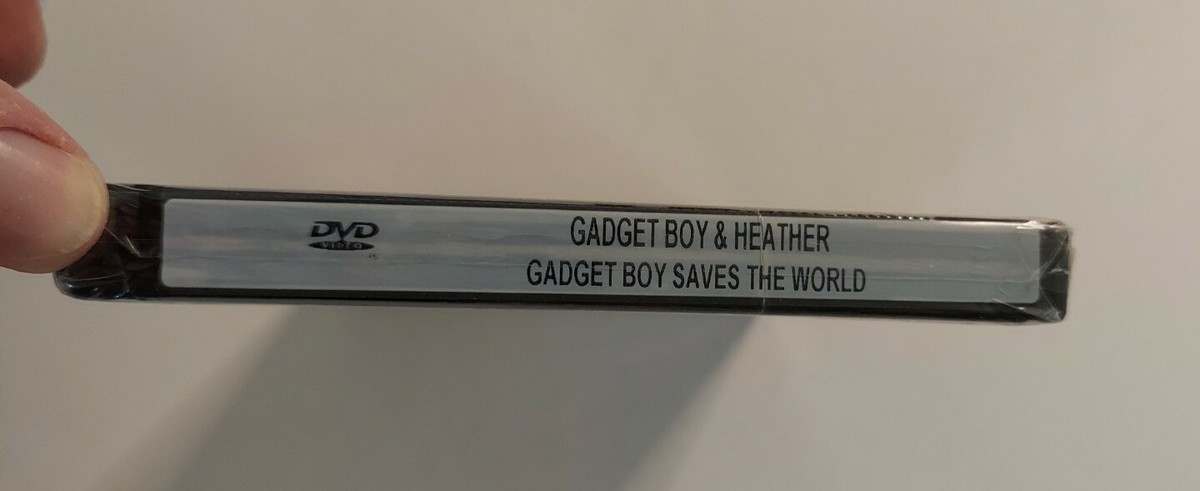 DVD
VIDEO
GADGET BOY & HEATHER
GADGET BOY SAVES THE WORLD